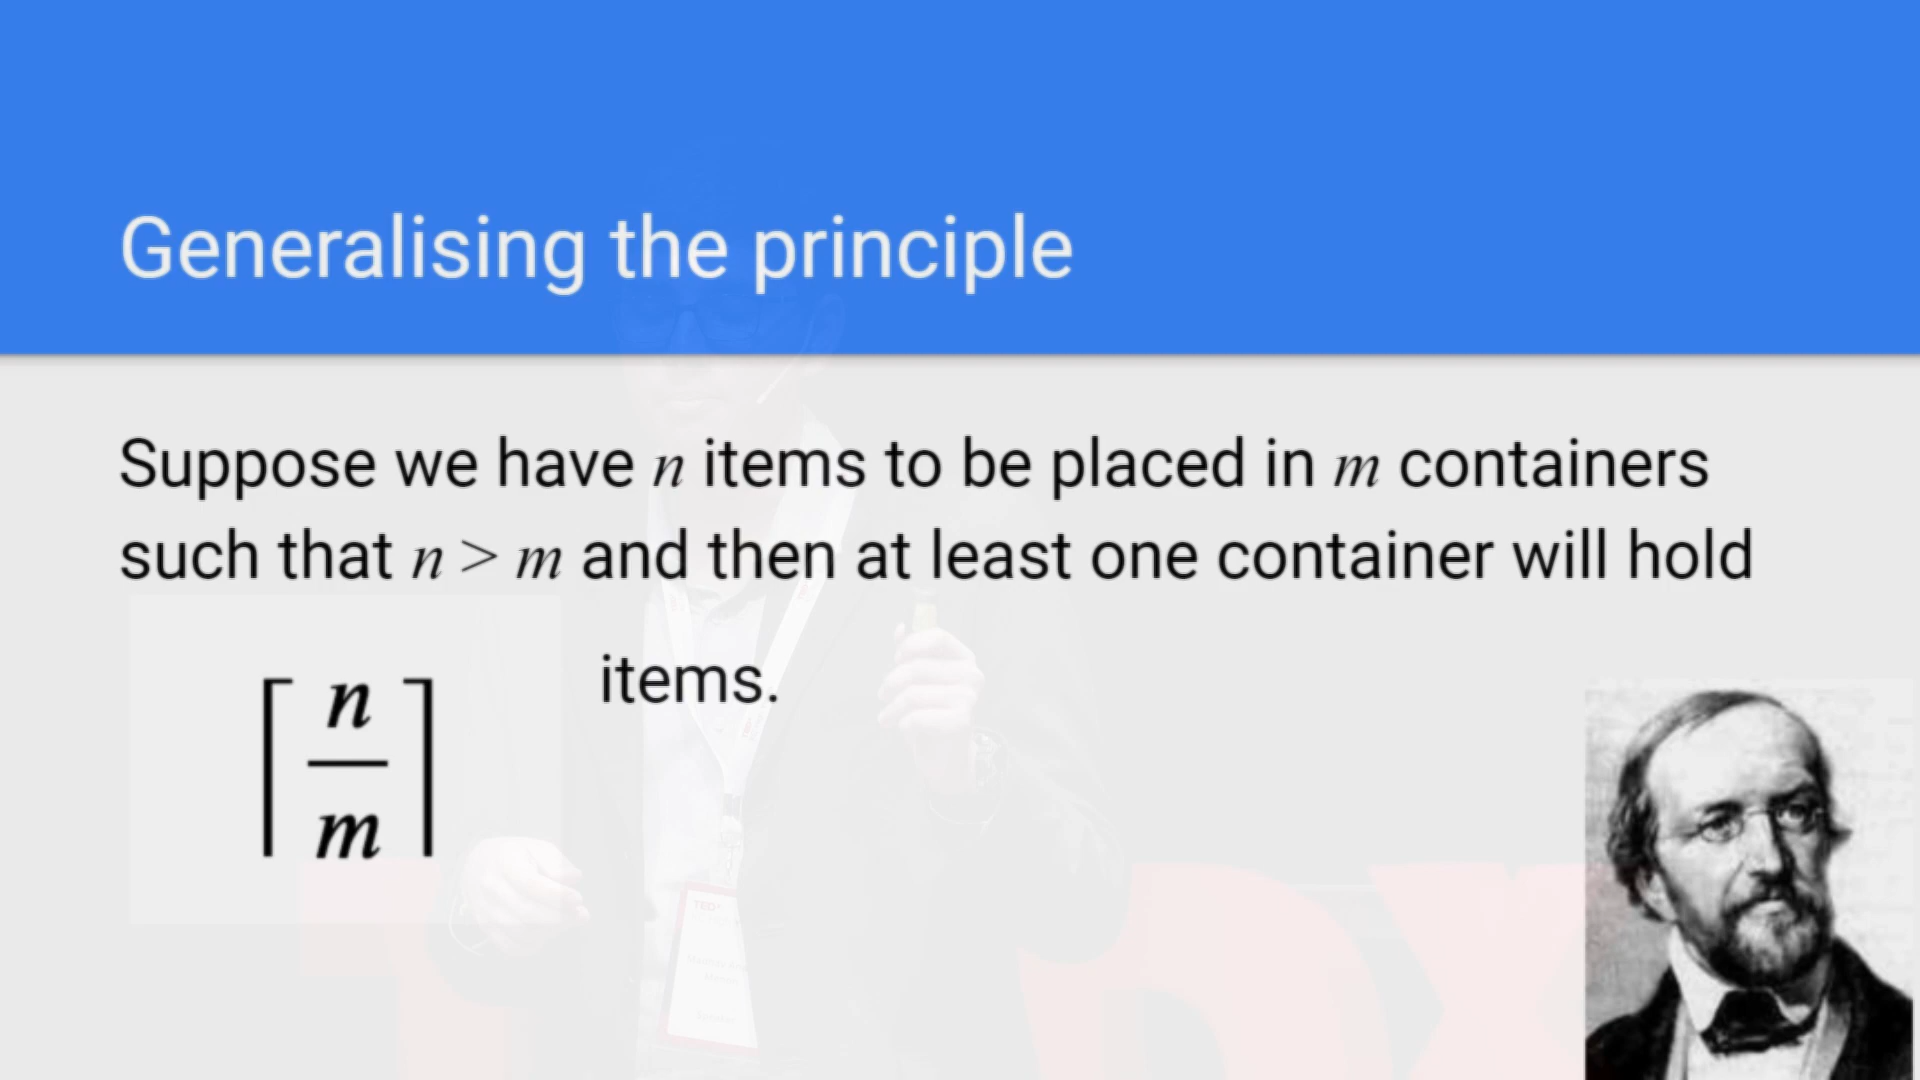 Generalising the principle
Suppose we have n items to be placed in m containers
such that n > m and then at least one container will hold
⌈n/m⌉ items.
TEDx